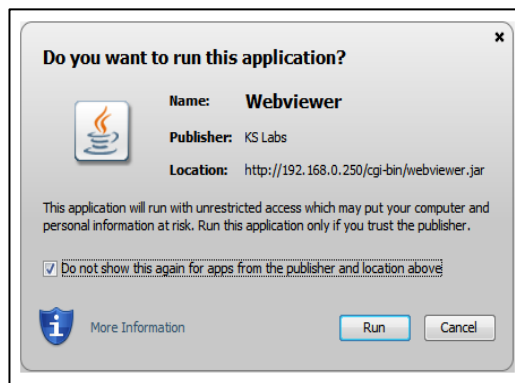 Do you want to run this application?
Name: Webviewer
Publisher: KS Labs
Location: http://192.168.0.250/cgi-bin/webviewer.jar
This application will run with unrestricted access which may put your computer and
personal information at risk. Run this application only if you trust the publisher.
Do not show this again for apps from the publisher and location above
More Information
Run
Cancel